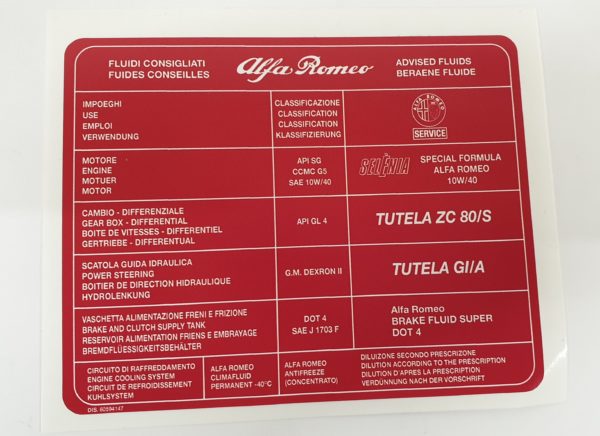 FLUIDI CONSIGLIATI
FUIDES CONSEILLES
Alfa Romeo
ADVISED FLUIDS
BERAENE FLUIDE
IMPOEGHI
USE
EMPLOI
VERWENDUNG
CLASSIFICAZIONE
CLASSIFICATION
CLASSIFICATION
KLASSIFIZIERUNG
ALFA ROMEO
SERVICE
MOTORE
ENGINE
MOTUER
MOTOR
API SG
CCMC G5
SAE 10W/40
SELÈNIA
SPECIAL FORMULA
ALFA ROMEO
10W/40
CAMBIO - DIFFERENZIALE
GEAR BOX - DIFFERENTIAL
BOITE DE VITESSES - DIFFERENTIEL
GERTRIEBE - DIFFERENTUAL
API GL 4
TUTELA ZC 80/S
SCATOLA GUIDA IDRAULICA
POWER STEERING
BOITIER DE DIRECTION HIDRAULIQUE
HYDROLENKUNG
G.M. DEXRON II
TUTELA GI/A
VASCHETTA ALIMENTAZIONE FRENI E FRIZIONE
BRAKE AND CLUTCH SUPPLY TANK
RESERVOIR ALIMENTATION FRIENS E EMBRAYAGE
BREMDFLÜESSIGKEITSBEHÄLTER
DOT 4
SAE J 1703 F
Alfa Romeo
BRAKE FLUID SUPER
DOT 4
CIRCUITO DI RAFFREDDAMENTO
ENGINE COOLING SYSTEM
CIRCUIT DE REFROIDISSEMENT
KUHLSYSTEM
ALFA ROMEO
CLIMAFLUID
PERMANENT -40°C
ALFA ROMEO
ANTIFREEZE
(CONCENTRATO)
DILUIZONE SECONDO PRESCRIZONE
DILUTION ACCORDING TO THE PRESCRIPTION
DILUTION D'APRES LA PRESCRIPTION
VERDÜNNUNG NACH DER VORSCHRIFT
DIS. 60594147